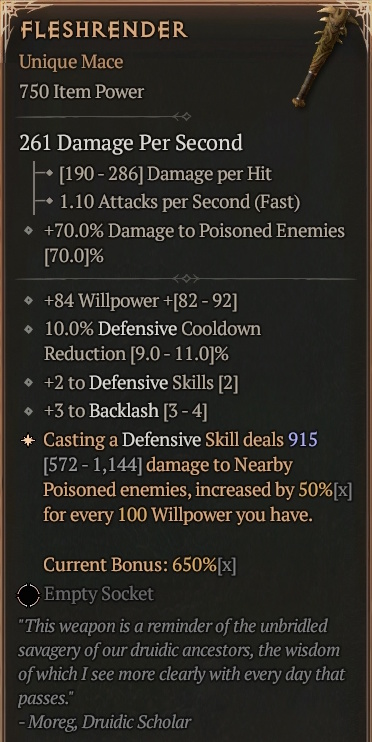 FLESHRENDER
Unique Mace
750 Item Power
261 Damage Per Second
[190 - 286] Damage per Hit
1.10 Attacks per Second (Fast)
+70.0% Damage to Poisoned Enemies
[70.0]%
+84 Willpower +[82 - 92]
10.0% Defensive Cooldown
Reduction [9.0 - 11.0]%
+2 to Defensive Skills [2]
+3 to Backlash [3 - 4]
Casting a Defensive Skill deals 915
[572 - 1,144] damage to Nearby
Poisoned enemies, increased by 50%[x]
for every 100 Willpower you have.
Current Bonus: 650%[x]
Empty Socket
"This weapon is a reminder of the unbridled
savagery of our druidic ancestors, the wisdom
of which I see more clearly with every day that
passes."
- Moreg, Druidic Scholar